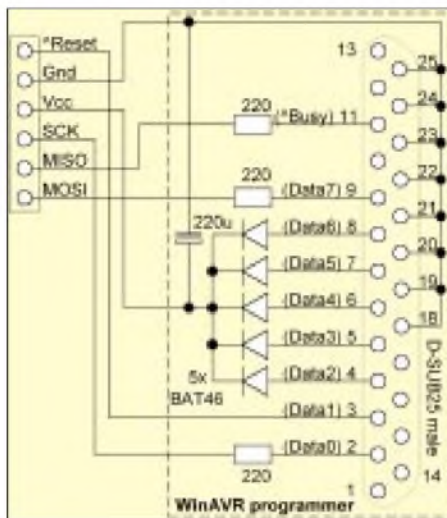 *Reset
Gnd
Vcc
SCK
MISO
MOSI
13
25
24
220
(*Busy) 11
23
220
22
(Data7) 9
21
220u
(Data6) 8
20
(Data5) 7
19
(Data4) 6
18
(Data3) 5
5x
BAT46
(Data2) 4
(Data1) 3
(Data0) 2
220
14
1
D-SUB25 male
WinAVR programmer